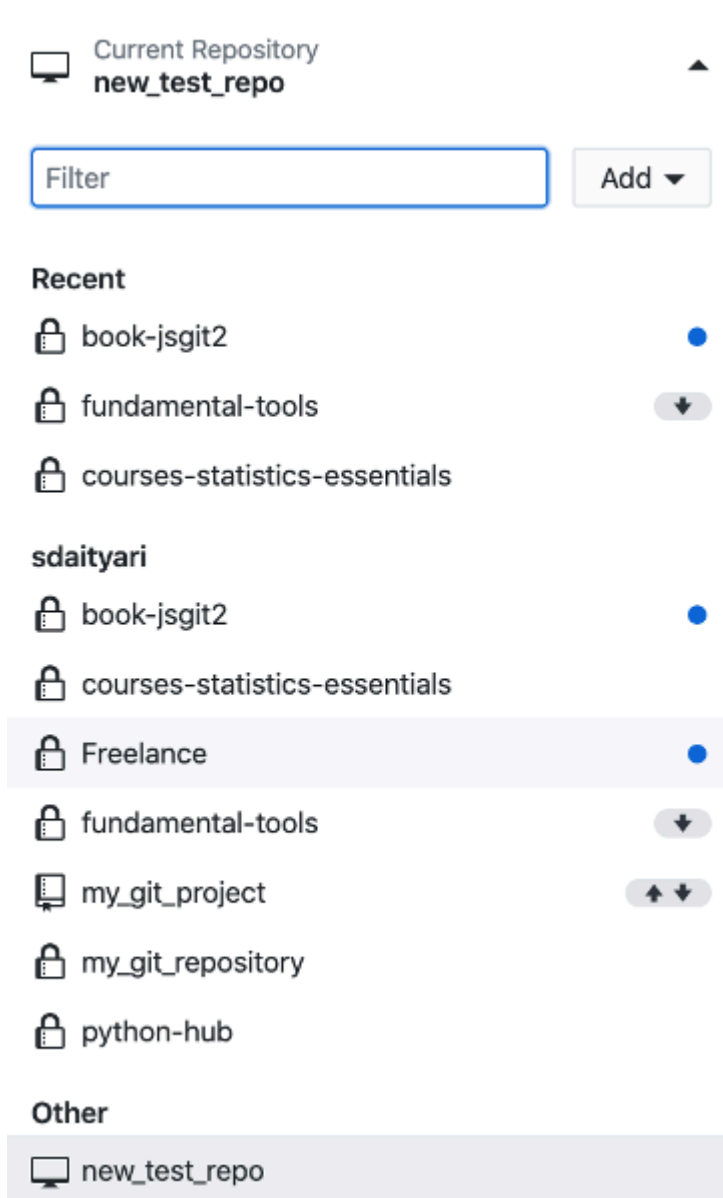 Current Repository
new_test_repo
Filter
Add
Recent
book-jsgit2
fundamental-tools
courses-statistics-essentials
sdaityari
book-jsgit2
courses-statistics-essentials
Freelance
fundamental-tools
my_git_project
my_git_repository
python-hub
Other
new_test_repo